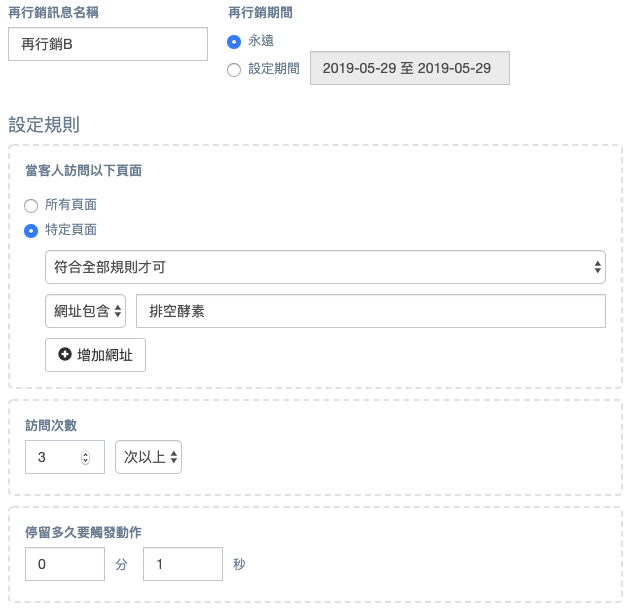 再行銷訊息名稱
再行銷B
再行銷期間
永遠
設定期間
2019-05-29 至 2019-05-29
設定規則
當客人訪問以下頁面
所有頁面
特定頁面
符合全部規則才可
網址包含
排空酵素
增加網址
訪問次數
3
次以上
停留多久要觸發動作
0 分 1 秒